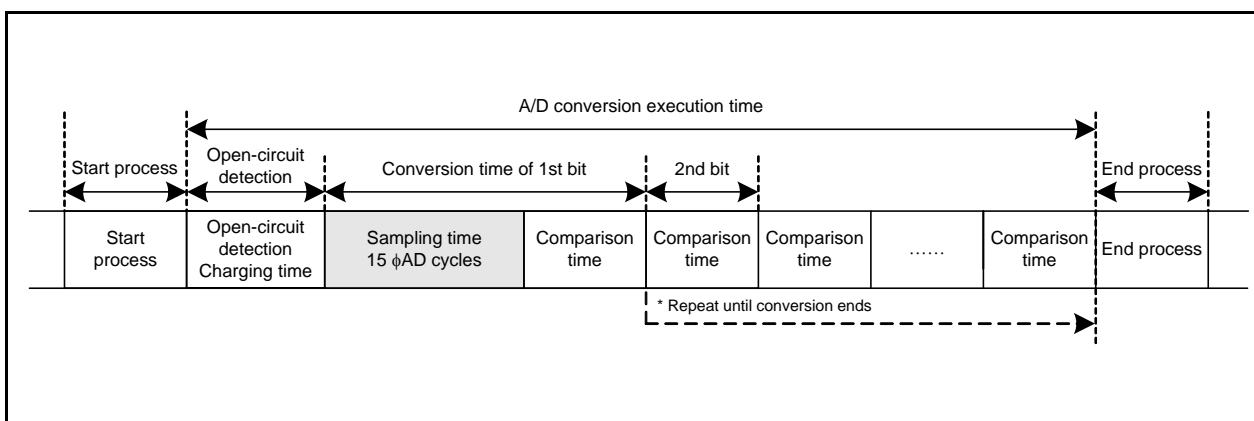 A/D conversion execution time
Start process
Open-circuit
detection
Conversion time of 1st bit
2nd bit
End process
Start
process
Open-circuit
detection
Charging time
Sampling time
15 ϕAD cycles
Comparison
time
Comparison
time
Comparison
time
......
Comparison
time
End process
* Repeat until conversion ends